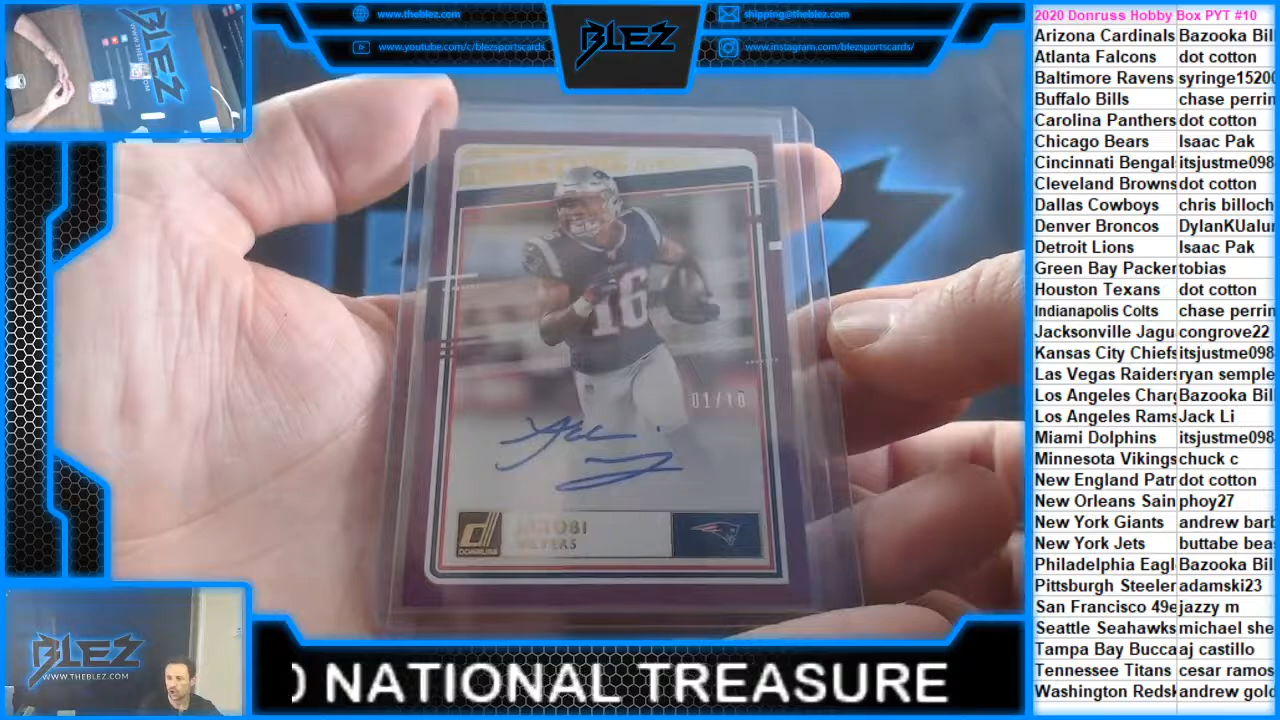 www.theblez.com
www.youtube.com/c/blezsportscards
BLEZ
shipping@theblez.com
www.instagram.com/blezsportscards/
16
01/10
DONRUSS
MEYERS
BLEZ
WWW.THEBLEZ.COM
) NATIONAL TREASURE
2020 Donruss Hobby Box PYT #10
Arizona Cardinals Bazooka Bil
Atlanta Falcons dot cotton
Baltimore Ravens syringe15200
Buffalo Bills chase perrin
Carolina Panthers dot cotton
Chicago Bears Isaac Pak
Cincinnati Bengal itsjustme098
Cleveland Browns dot cotton
Dallas Cowboys chris billoch
Denver Broncos DylanKUalu
Detroit Lions Isaac Pak
Green Bay Packer tobias
Houston Texans dot cotton
Indianapolis Colts chase perrin
Jacksonville Jagu congrove22
Kansas City Chiefs itsjustme098
Las Vegas Raiders ryan semple
Los Angeles Charg Bazooka Bil
Los Angeles Rams Jack Li
Miami Dolphins itsjustme098
Minnesota Vikings chuck c
New England Patr dot cotton
New Orleans Sain phoy27
New York Giants andrew barb
New York Jets buttabe bea
Philadelphia Eagl Bazooka Bil
Pittsburgh Steeler adamski23
San Francisco 49e jazzy m
Seattle Seahawks michael she
Tampa Bay Bucca aj castillo
Tennessee Titans cesar ramos
Washington Redsk andrew gold